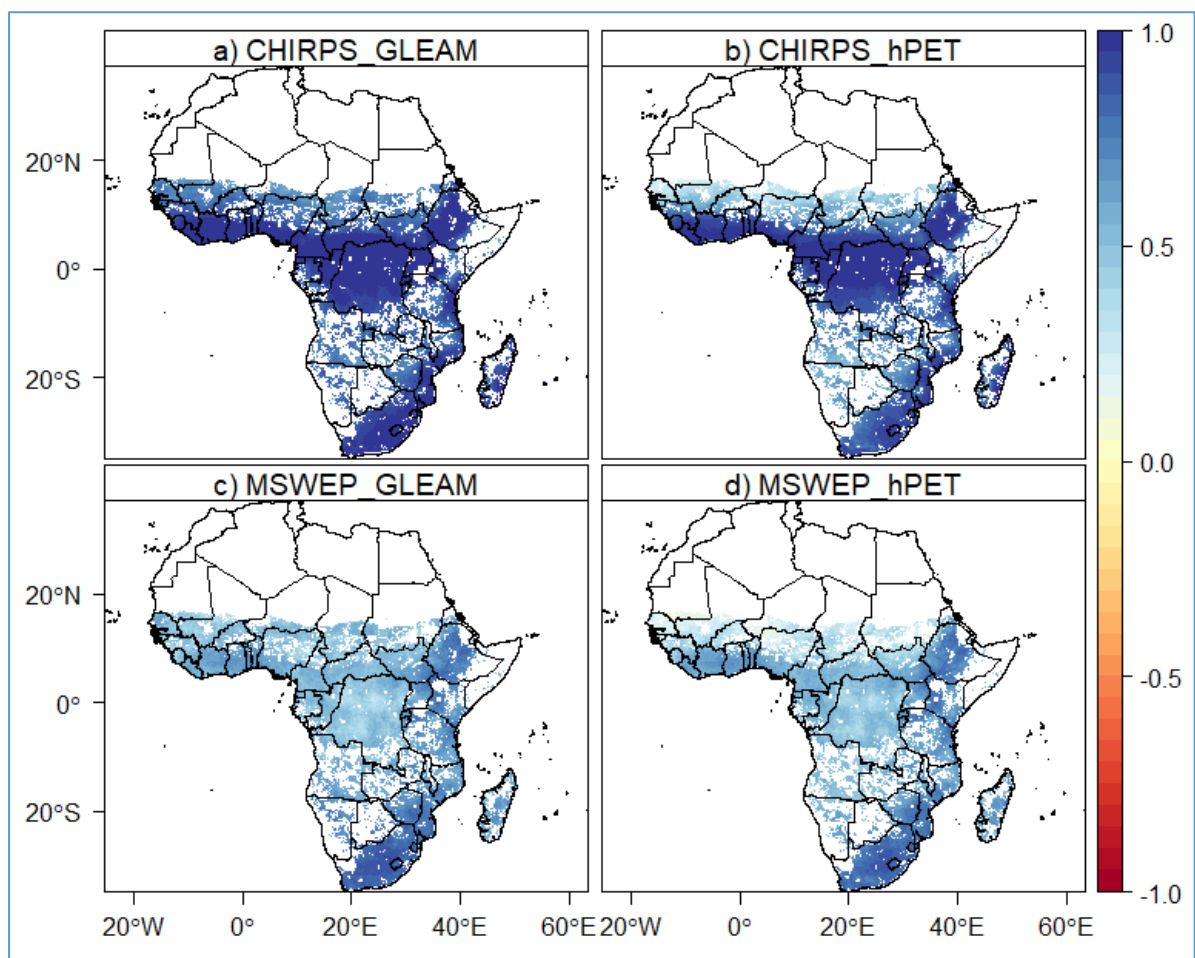 a) CHIRPS_GLEAM
b) CHIRPS_hPET
1.0
20°N
0.5
0°
20°S
0.0
c) MSWEP_GLEAM
d) MSWEP_hPET
20°N
-0.5
0°
20°S
-1.0
20°W 0° 20°E 40°E 60°E 20°W 0° 20°E 40°E 60°E